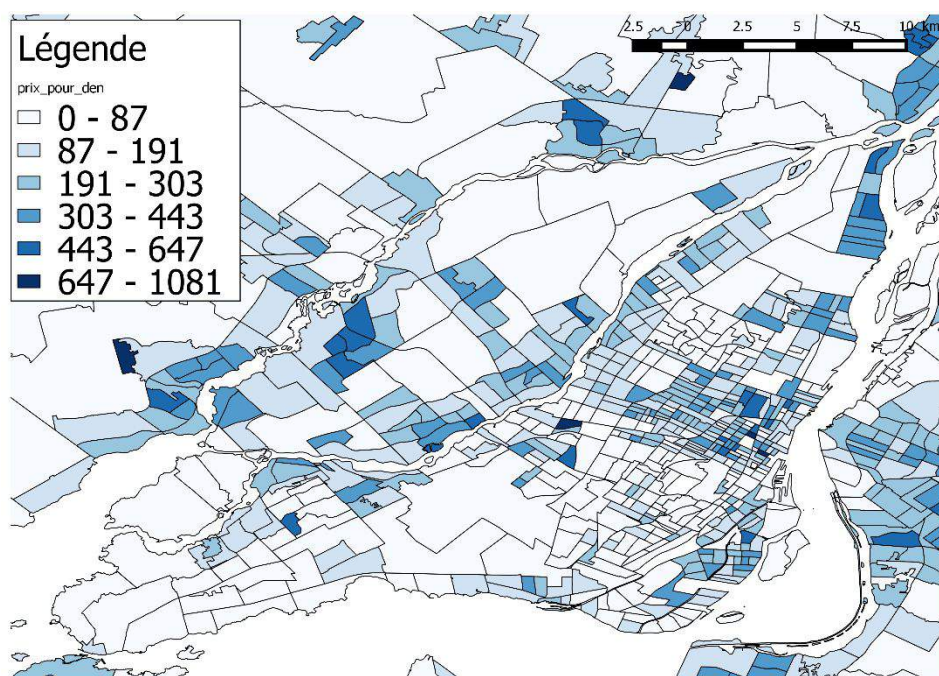 Légende
prix_pour_den
0 - 87
87 - 191
191 - 303
303 - 443
443 - 647
647 - 1081
2.5 0 2.5 5 7.5 10 km